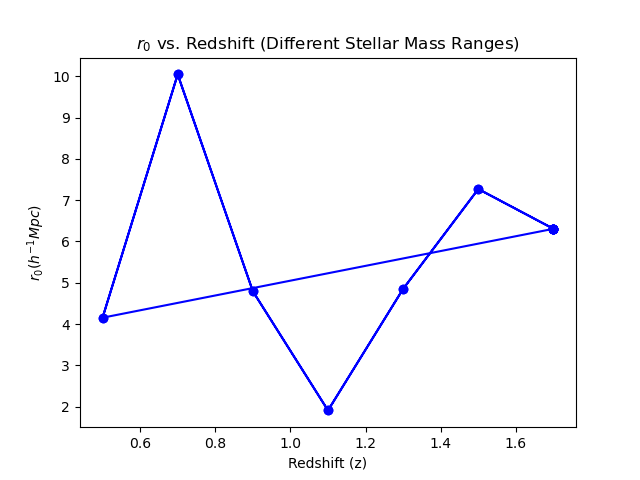 r₀ vs. Redshift (Different Stellar Mass Ranges)
r₀(h⁻¹Mpc)
10
9
8
7
6
5
4
3
2
0.6 0.8 1.0 1.2 1.4 1.6
Redshift (z)